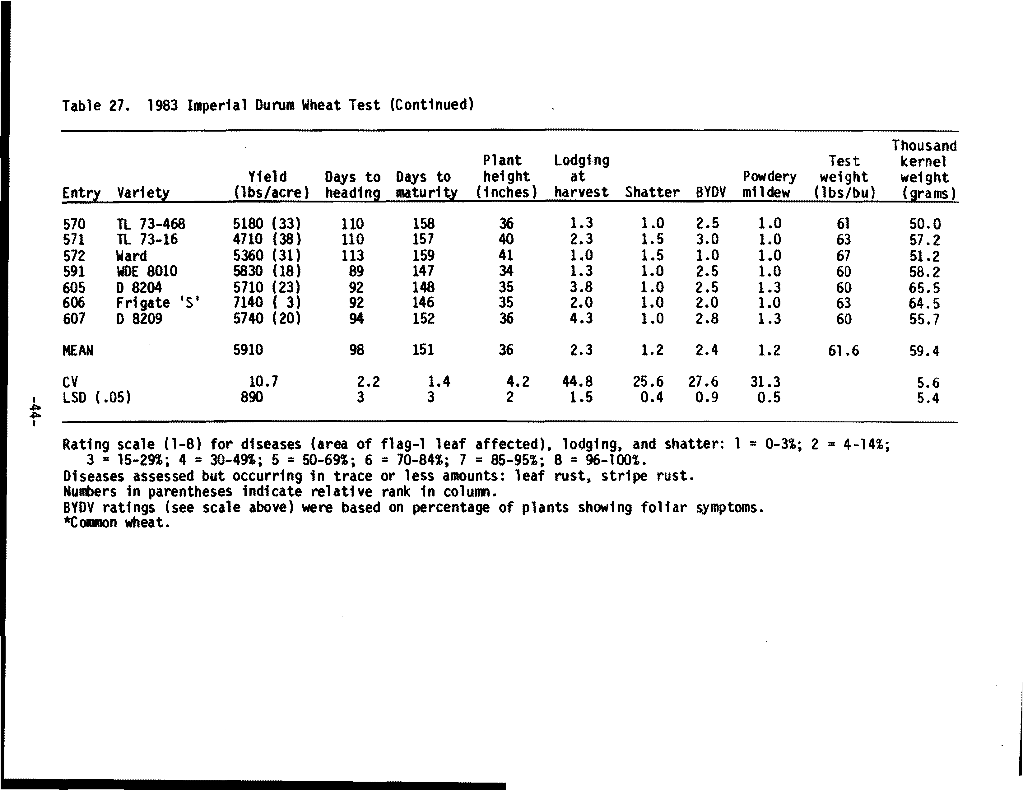 Table 27. 1983 Imperial Durum Wheat Test (Continued)
Thousand
Plant Lodging Test kernel
Yield Days to Days to height at Powdery weight weight
Entry Variety (lbs/acre) heading maturity (inches) harvest Shatter BYDV mildew (lbs/bu) (grams)
570 TL 73-468 5180 (33) 110 158 36 1.3 1.0 2.5 1.0 61 50.0
571 TL 73-16 4710 (38) 110 157 40 2.3 1.5 3.0 1.0 63 57.2
572 Ward 5360 (31) 113 159 41 1.0 1.5 1.0 1.0 67 51.2
591 WDE 8010 5830 (18) 89 147 34 1.3 1.0 2.5 1.0 60 58.2
605 D 8204 5710 (23) 92 148 35 3.8 1.0 2.5 1.3 60 65.5
606 Frigate 'S' 7140 ( 3) 92 146 35 2.0 1.0 2.0 1.0 63 64.5
607 D 8209 5740 (20) 94 152 36 4.3 1.0 2.8 1.3 60 55.7
MEAN 5910 98 151 36 2.3 1.2 2.4 1.2 61.6 59.4
CV 10.7 2.2 1.4 4.2 44.8 25.6 27.6 31.3 5.6
LSD (.05) 890 3 3 2 1.5 0.4 0.9 0.5 5.4
Rating scale (1-8) for diseases (area of flag-1 leaf affected), lodging, and shatter: 1 = 0-3%; 2 = 4-14%;
3 = 15-29%; 4 = 30-49%; 5 = 50-69%; 6 = 70-84%; 7 = 85-95%; 8 = 96-100%.
Diseases assessed but occurring in trace or less amounts: leaf rust, stripe rust.
Numbers in parentheses indicate relative rank in column.
BYDV ratings (see scale above) were based on percentage of plants showing foliar symptoms.
*Common wheat.
-44-